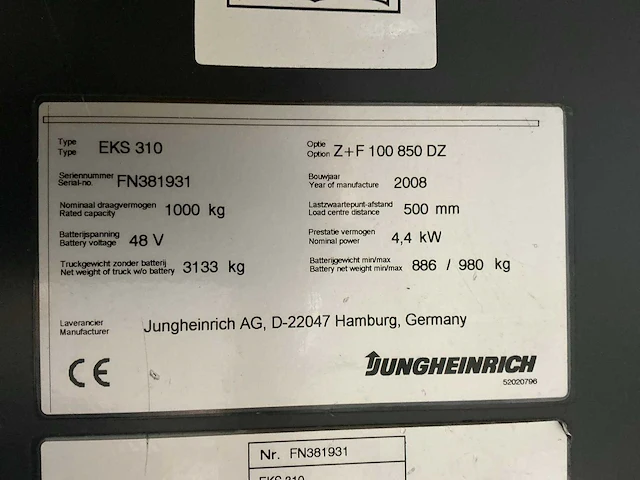 Type
Type EKS 310
Optie
Option Z+F 100 850 DZ
Seriennummer
Serial-no. FN381931
Bouwjaar
Year of manufacture 2008
Nominaal draagvermogen
Rated capacity 1000 kg
Lastzwaartepunt-afstand
Load centre distance 500 mm
Batterijspanning
Battery voltage 48 V
Prestatie vermogen
Nominal power 4,4 kW
Truckgewicht zonder batterij
Net weight of truck w/o battery 3133 kg
Batterijgewicht min/max
Battery net weight min/max 886 / 980 kg
Leverancier
Manufacturer Jungheinrich AG, D-22047 Hamburg, Germany
CE
JUNGHEINRICH
52020796
Nr. FN381931
EKS 310